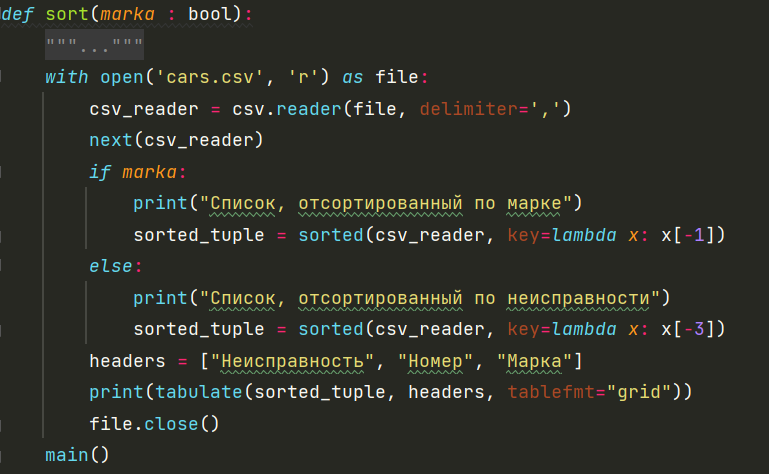 def sort(marka : bool):
    """..."""
    with open('cars.csv', 'r') as file:
        csv_reader = csv.reader(file, delimiter=',')
        next(csv_reader)
        if marka:
            print("Список, отсортированный по марке")
            sorted_tuple = sorted(csv_reader, key=lambda x: x[-1])
        else:
            print("Список, отсортированный по неисправности")
            sorted_tuple = sorted(csv_reader, key=lambda x: x[-3])
        headers = ["Неисправность", "Номер", "Марка"]
        print(tabulate(sorted_tuple, headers, tablefmt="grid"))
        file.close()
    main()